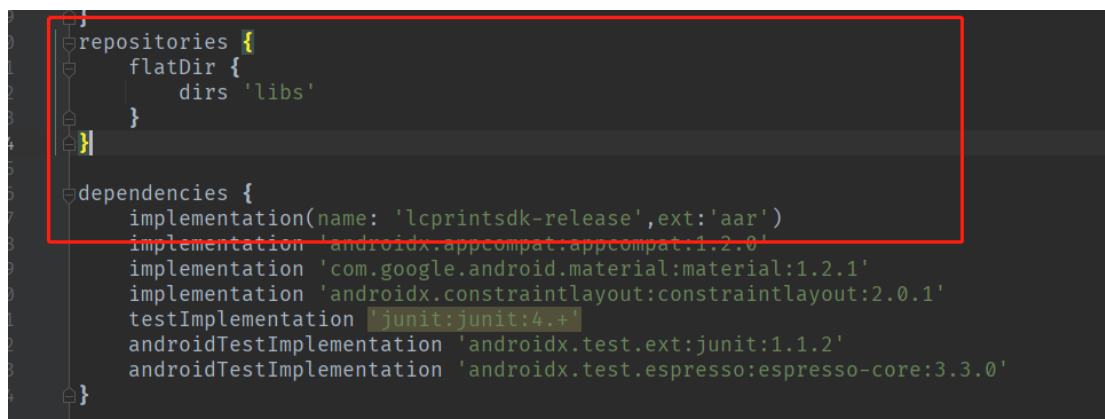 }
repositories {
flatDir {
dirs 'libs'
}
}
dependencies {
implementation(name: 'lcprintsdk-release',ext:'aar')
implementation 'androidx.appcompat:appcompat:1.2.0'
implementation 'com.google.android.material:material:1.2.1'
implementation 'androidx.constraintlayout:constraintlayout:2.0.1'
testImplementation 'junit:junit:4.+'
androidTestImplementation 'androidx.test.ext:junit:1.1.2'
androidTestImplementation 'androidx.test.espresso:espresso-core:3.3.0'
}